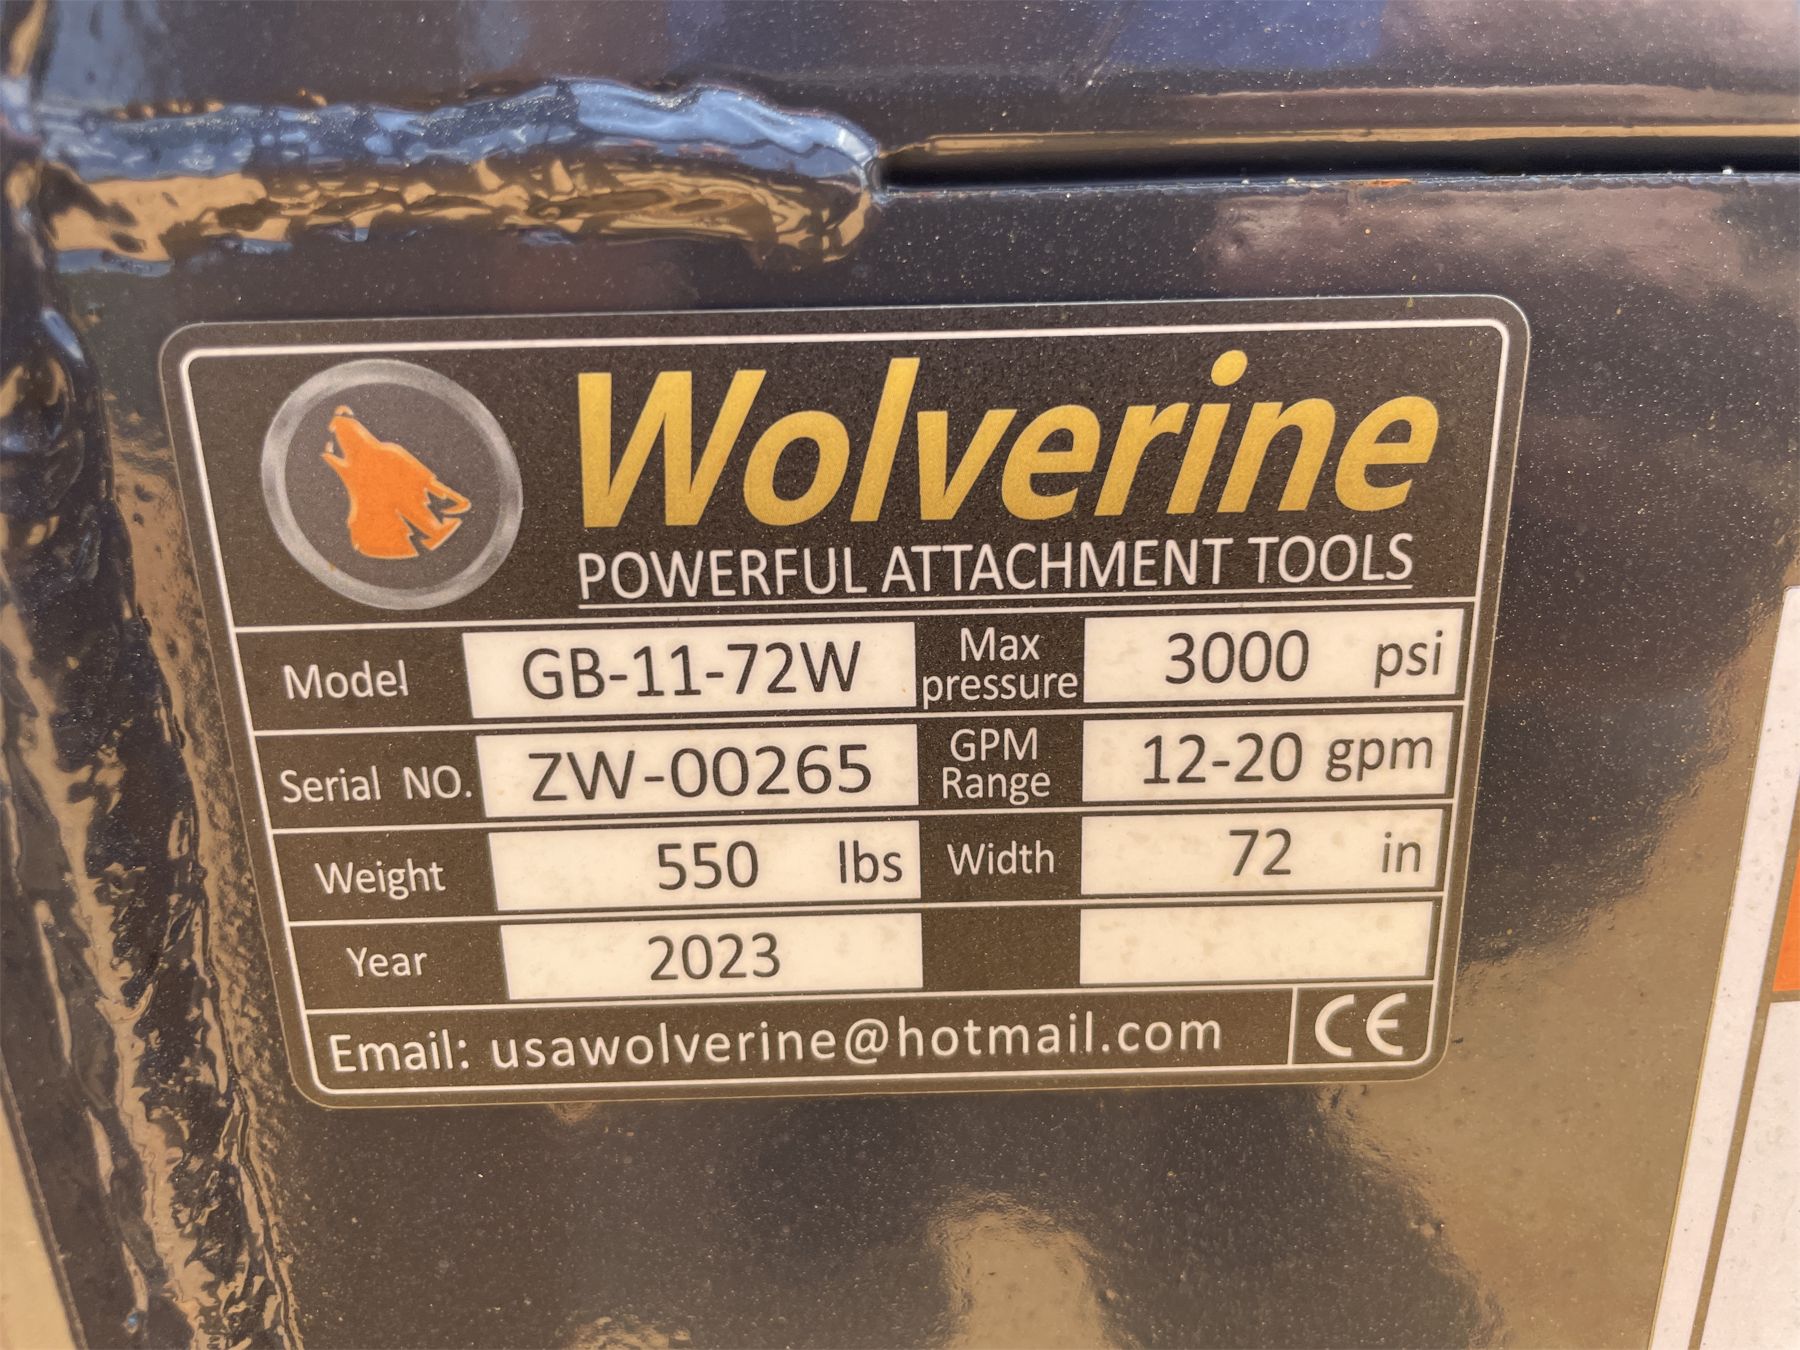 Wolverine
POWERFUL ATTACHMENT TOOLS
Model GB-11-72W Max pressure 3000 psi
Serial NO. ZW-00265 GPM Range 12-20 gpm
Weight 550 lbs Width 72 in
Year 2023
Email: usawolverine@hotmail.com CE